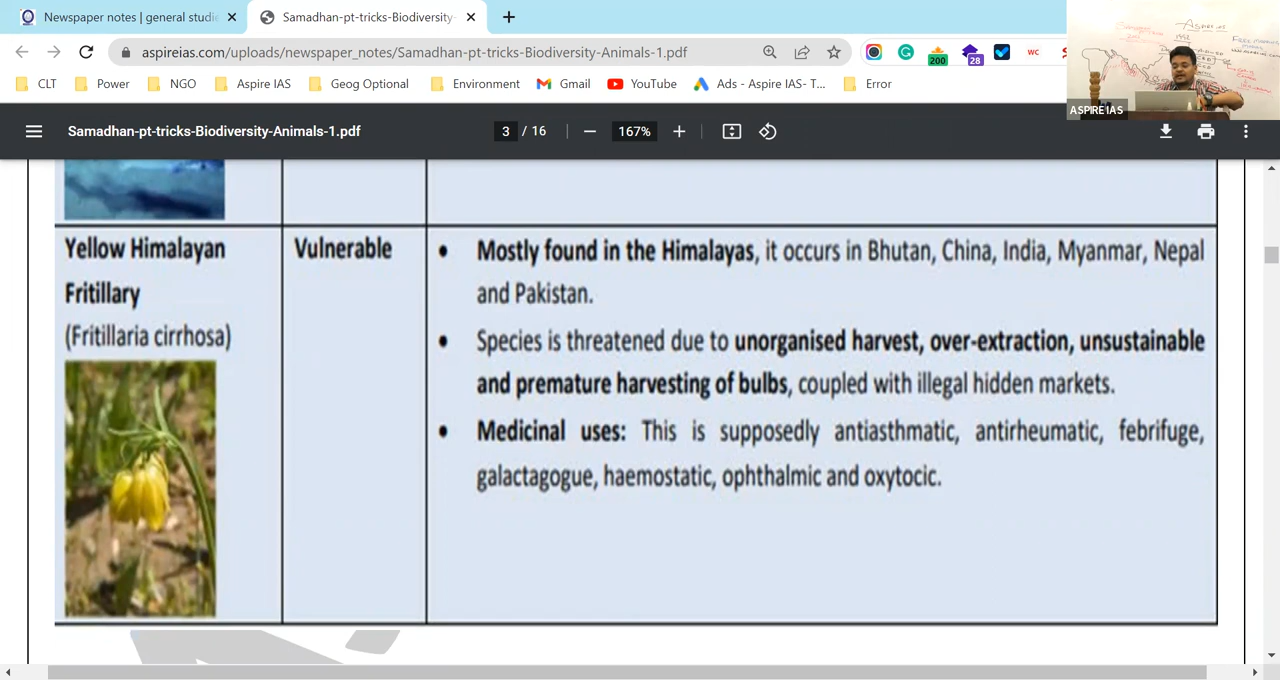 Newspaper notes | general studi
Samadhan-pt-tricks-Biodiversity-
aspireias.com/uploads/newspaper_notes/Samadhan-pt-tricks-Biodiversity-Animals-1.pdf
200
28
WC
CLT
Power
NGO
Aspire IAS
Geog Optional
Environment
Gmail
YouTube
Ads - Aspire IAS- T...
Error
ASPIRE IAS
Samadhan-pt-tricks-Biodiversity-Animals-1.pdf
3 / 16
167%
Yellow Himalayan
Fritillary
(Fritillaria cirrhosa)
Vulnerable
• Mostly found in the Himalayas, it occurs in Bhutan, China, India, Myanmar, Nepal
and Pakistan.
• Species is threatened due to unorganised harvest, over-extraction, unsustainable
and premature harvesting of bulbs, coupled with illegal hidden markets.
• Medicinal uses: This is supposedly antiasthmatic, antirheumatic, febrifuge,
galactagogue, haemostatic, ophthalmic and oxytocic.